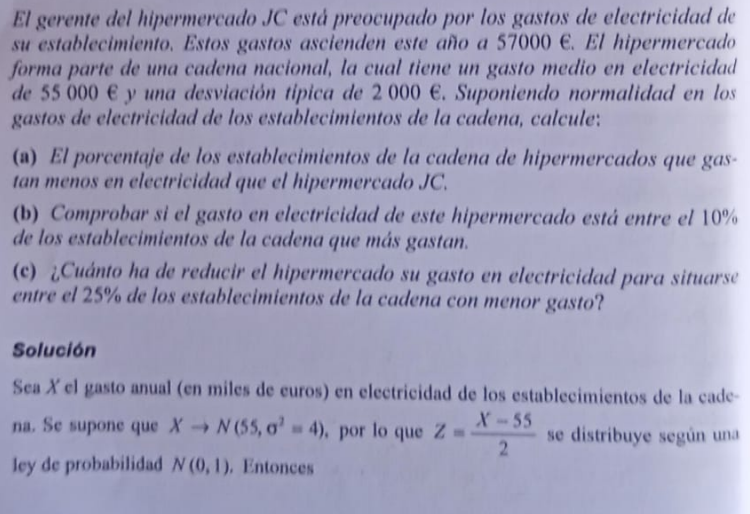 El gerente del hipermercado JC está preocupado por los gastos de electricidad de
su establecimiento. Estos gastos ascienden este año a 57000 €. El hipermercado
forma parte de una cadena nacional, la cual tiene un gasto medio en electricidad
de 55 000 € y una desviación típica de 2 000 €. Suponiendo normalidad en los
gastos de electricidad de los establecimientos de la cadena, calcule:
(a) El porcentaje de los establecimientos de la cadena de hipermercados que gas-
tan menos en electricidad que el hipermercado JC.
(b) Comprobar si el gasto en electricidad de este hipermercado está entre el 10%
de los establecimientos de la cadena que más gastan.
(c) ¿Cuánto ha de reducir el hipermercado su gasto en electricidad para situarse
entre el 25% de los establecimientos de la cadena con menor gasto?
Solución
Sea X el gasto anual (en miles de euros) en electricidad de los establecimientos de la cade-
na. Se supone que X → N (55, σ² = 4), por lo que Z = (X − 55)/2 se distribuye según una
ley de probabilidad N (0, 1). Entonces